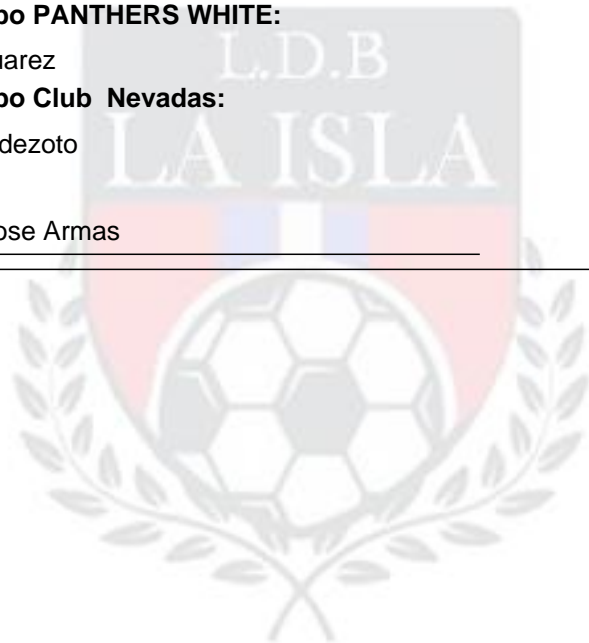 po PANTHERS WHITE:
uarez
po Club Nevadas:
dezoto
ose Armas
L.D.B
LA ISLA